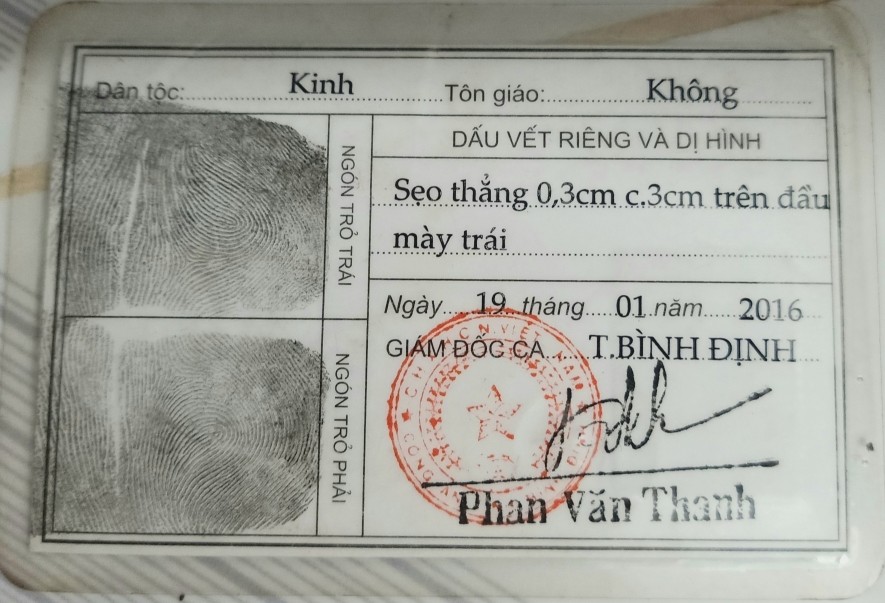 Dân tộc: Kinh Tôn giáo: Không
NGÓN TRỎ TRÁI
DẤU VẾT RIÊNG VÀ DỊ HÌNH
Sẹo thẳng 0,3cm c.3cm trên đầu
mày trái
NGÓN TRỎ PHẢI
Ngày 19 tháng 01 năm 2016
GIÁM ĐỐC CA T.BÌNH ĐỊNH
Phan Văn Thanh